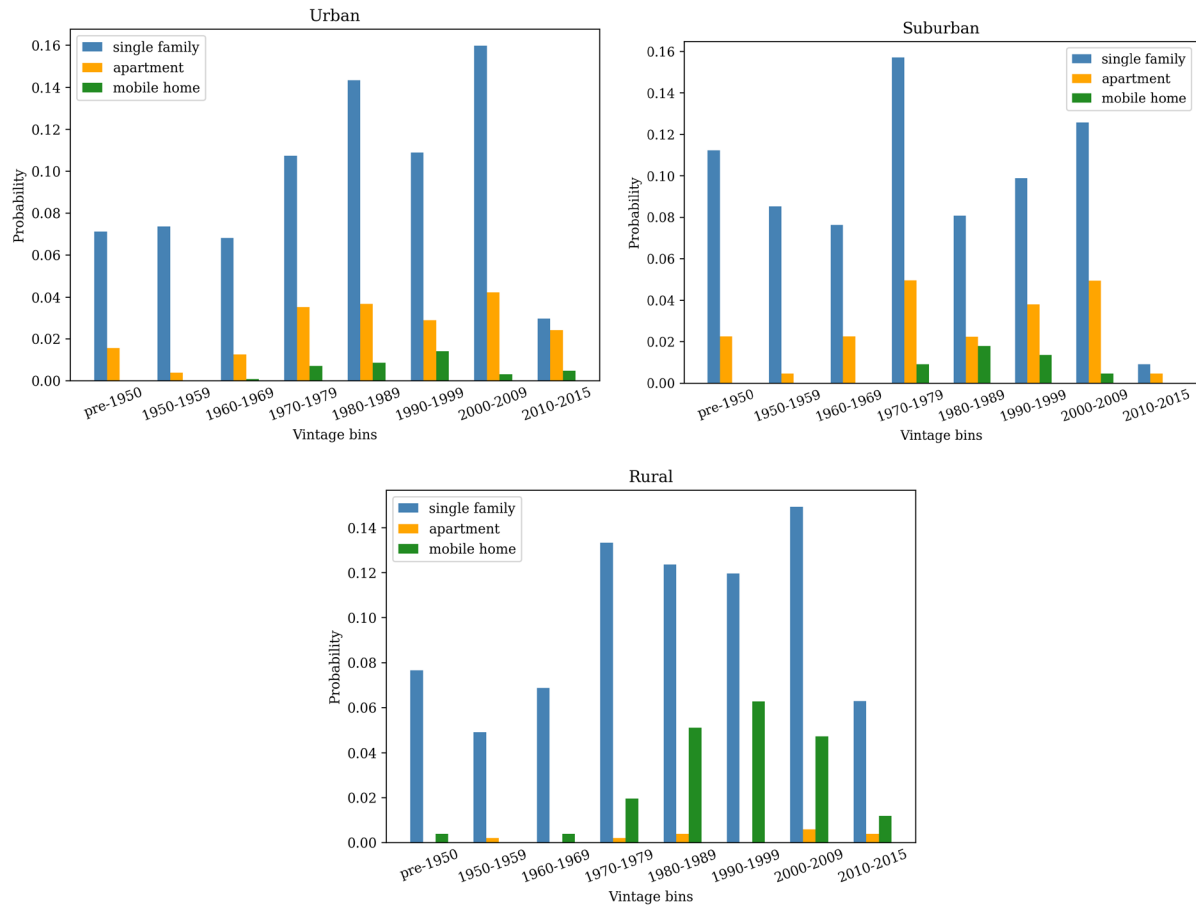 Urban
single family
apartment
mobile home
Probability
0.16
0.14
0.12
0.10
0.08
0.06
0.04
0.02
0.00
pre-1950
1950-1959
1960-1969
1970-1979
1980-1989
1990-1999
2000-2009
2010-2015
Vintage bins
Suburban
single family
apartment
mobile home
Probability
0.16
0.14
0.12
0.10
0.08
0.06
0.04
0.02
0.00
pre-1950
1950-1959
1960-1969
1970-1979
1980-1989
1990-1999
2000-2009
2010-2015
Vintage bins
Rural
single family
apartment
mobile home
Probability
0.14
0.12
0.10
0.08
0.06
0.04
0.02
0.00
pre-1950
1950-1959
1960-1969
1970-1979
1980-1989
1990-1999
2000-2009
2010-2015
Vintage bins